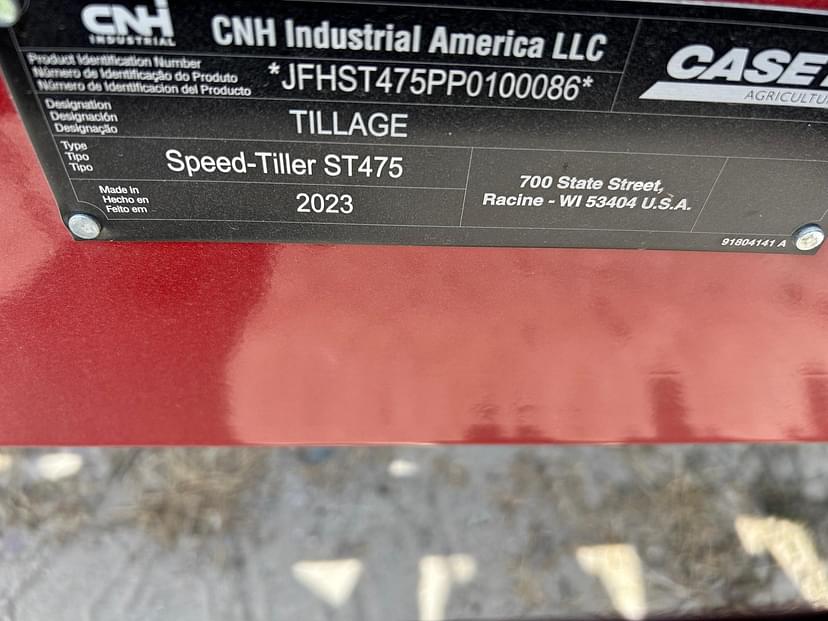 CNH
INDUSTRIAL
CNH Industrial America LLC
Product Identification Number
Número de Identificação do Produto
Número de Identificacion del Producto
*JFHST475PP0100086*
CASE
AGRICULTU
Designation
Designación
Designação
TILLAGE
Type
Tipo
Tipo
Speed-Tiller ST475
Made in
Hecho en
Feito em
2023
700 State Street,
Racine - WI 53404 U.S.A.
91804141 A